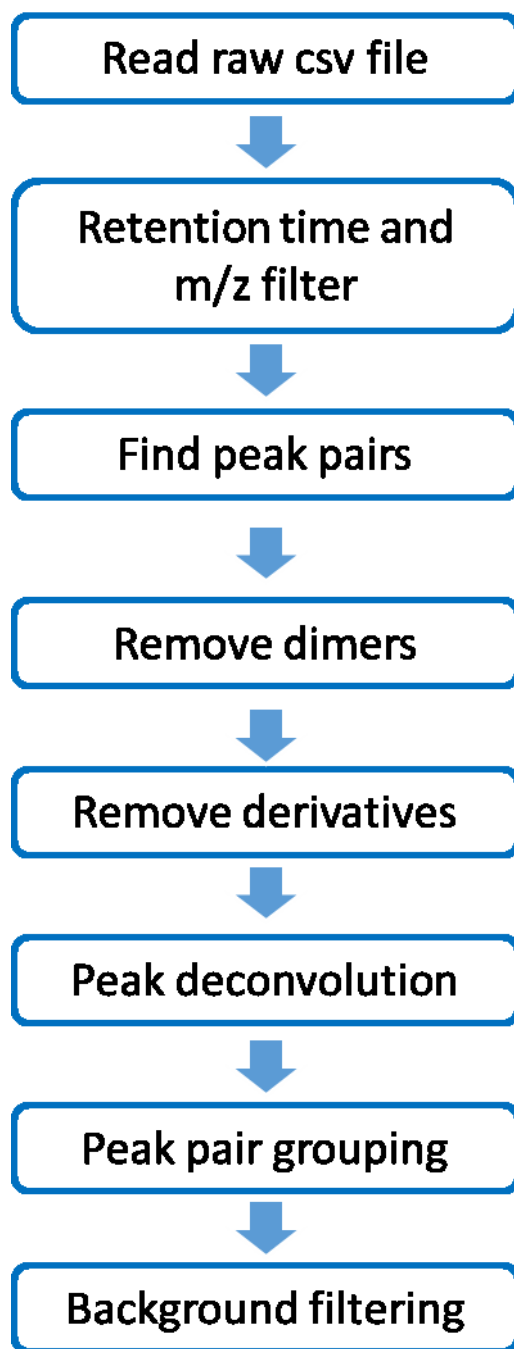 Read raw csv file
Retention time and
m/z filter
Find peak pairs
Remove dimers
Remove derivatives
Peak deconvolution
Peak pair grouping
Background filtering